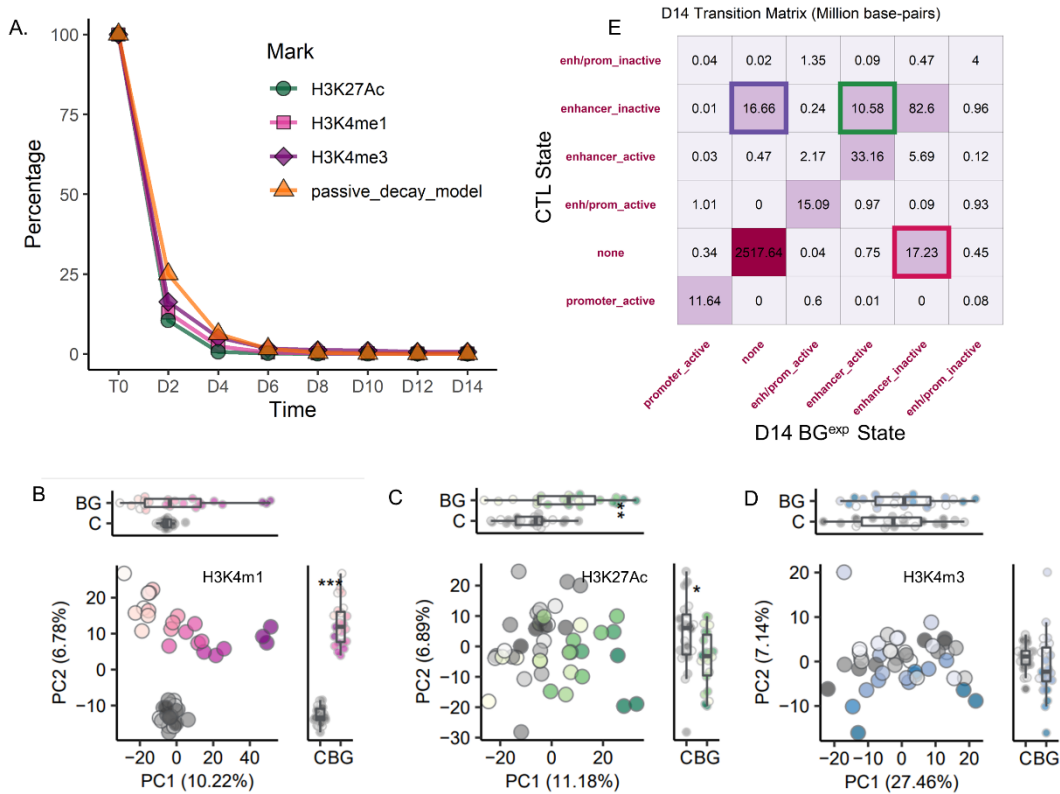 A.
100
75
50
25
0
Percentage
T0 D2 D4 D6 D8 D10 D12 D14
Time
Mark
H3K27Ac
H3K4me1
H3K4me3
passive_decay_model
E
D14 Transition Matrix (Million base-pairs)
CTL State
enh/prom_inactive 0.04 0.02 1.35 0.09 0.47 4
enhancer_inactive 0.01 16.66 0.24 10.58 82.6 0.96
enhancer_active 0.03 0.47 2.17 33.16 5.69 0.12
enh/prom_active 1.01 0 15.09 0.97 0.09 0.93
none 0.34 2517.64 0.04 0.75 17.23 0.45
promoter_active 11.64 0 0.6 0.01 0 0.08
promoter_active none enh/prom_active enhancer_active enhancer_inactive enh/prom_inactive
D14 BGexp State
B
BG
C
H3K4m1
***
20
10
0
−10
PC2 (6.78%)
−20 0 20 40
PC1 (10.22%)
C BG
C
BG
C
**
H3K27Ac
*
20
10
0
−10
−20
−30
PC2 (6.89%)
−20 0 20
PC1 (11.18%)
C BG
D
BG
C
H3K4m3
20
10
0
−10
PC2 (7.14%)
−20 −10 0 10 20
PC1 (27.46%)
C BG